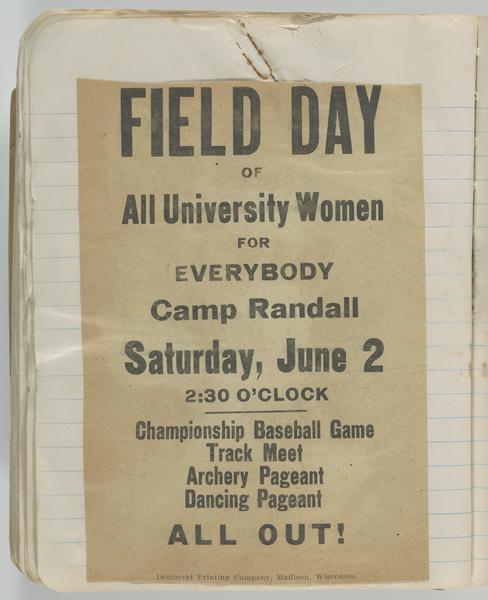 FIELD DAY
OF
All University Women
FOR
EVERYBODY
Camp Randall
Saturday, June 2
2:30 O'CLOCK
Championship Baseball Game
Track Meet
Archery Pageant
Dancing Pageant
ALL OUT!
Democrat Printing Company, Madison, Wisconsin